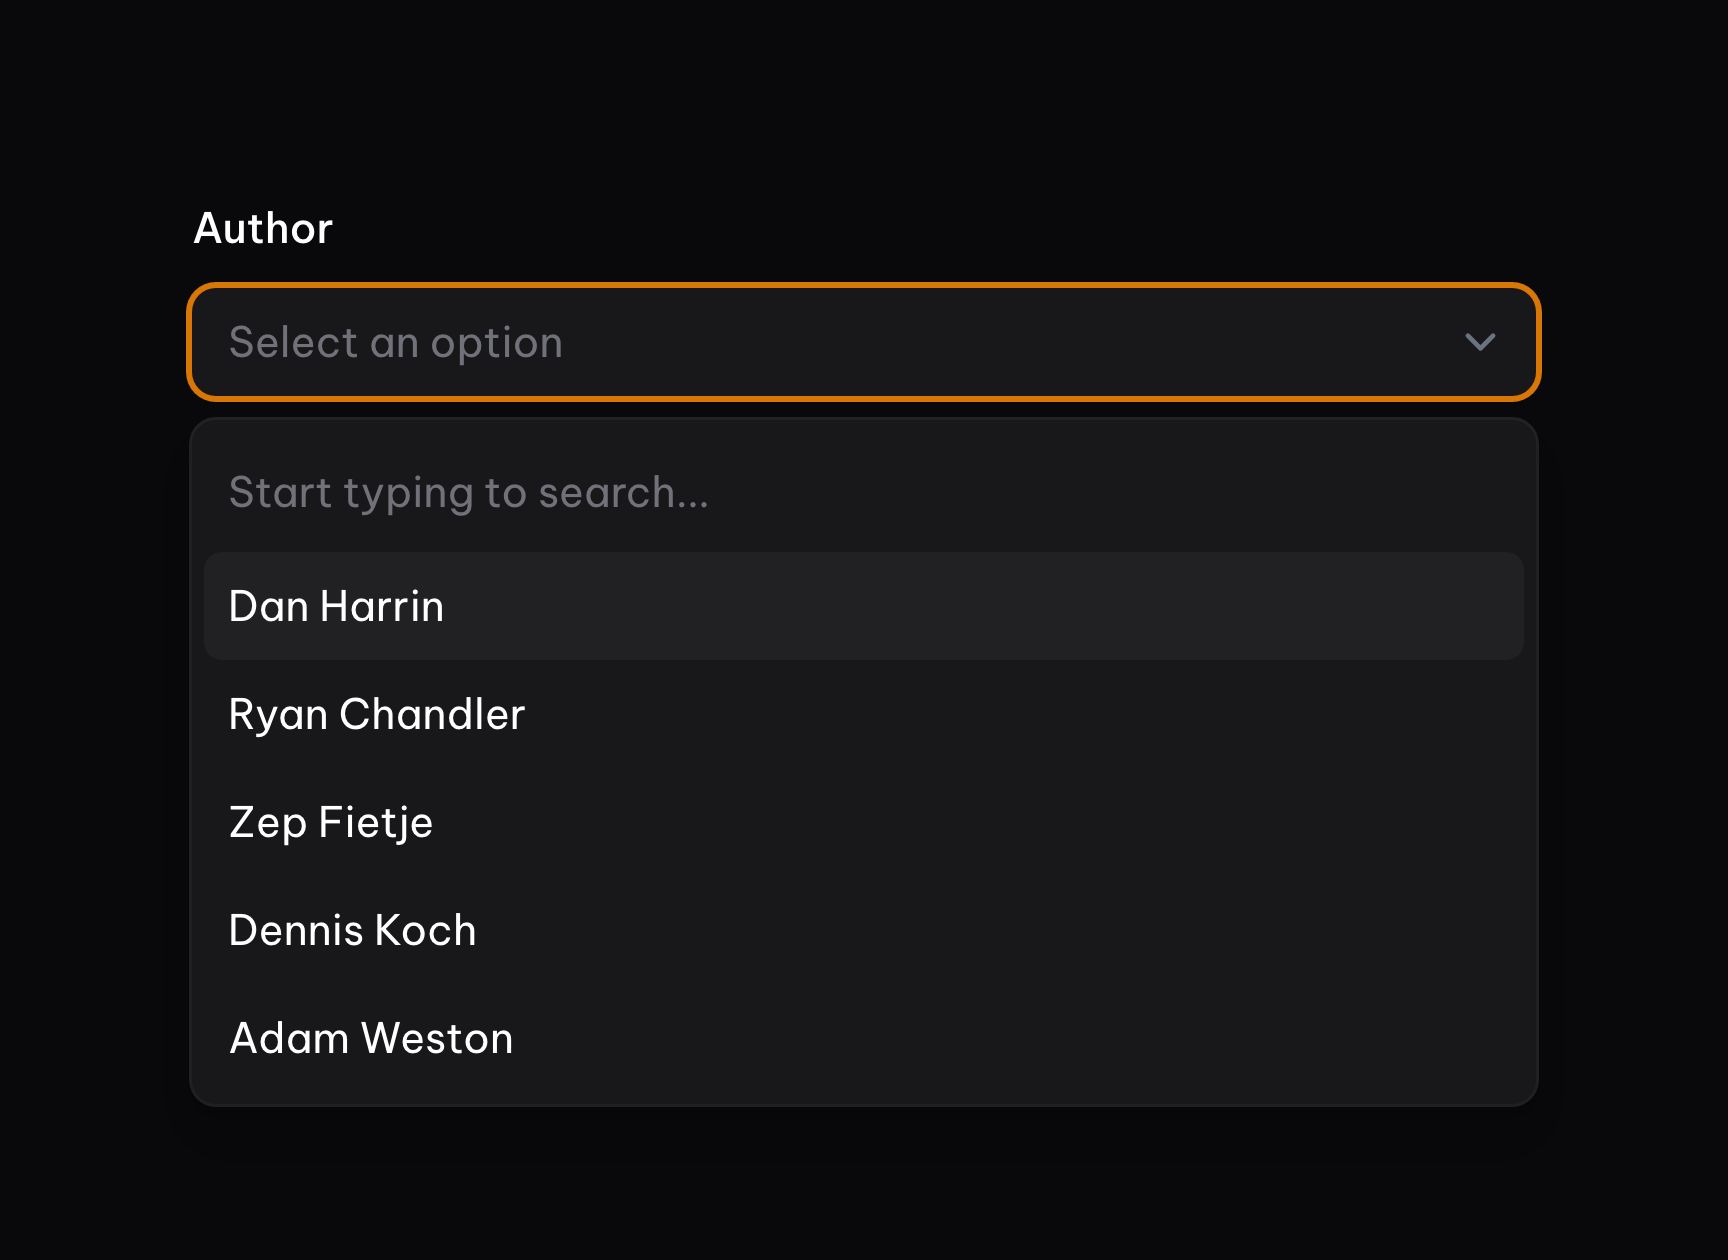 Author
Select an option
Start typing to search...
Dan Harrin
Ryan Chandler
Zep Fietje
Dennis Koch
Adam Weston